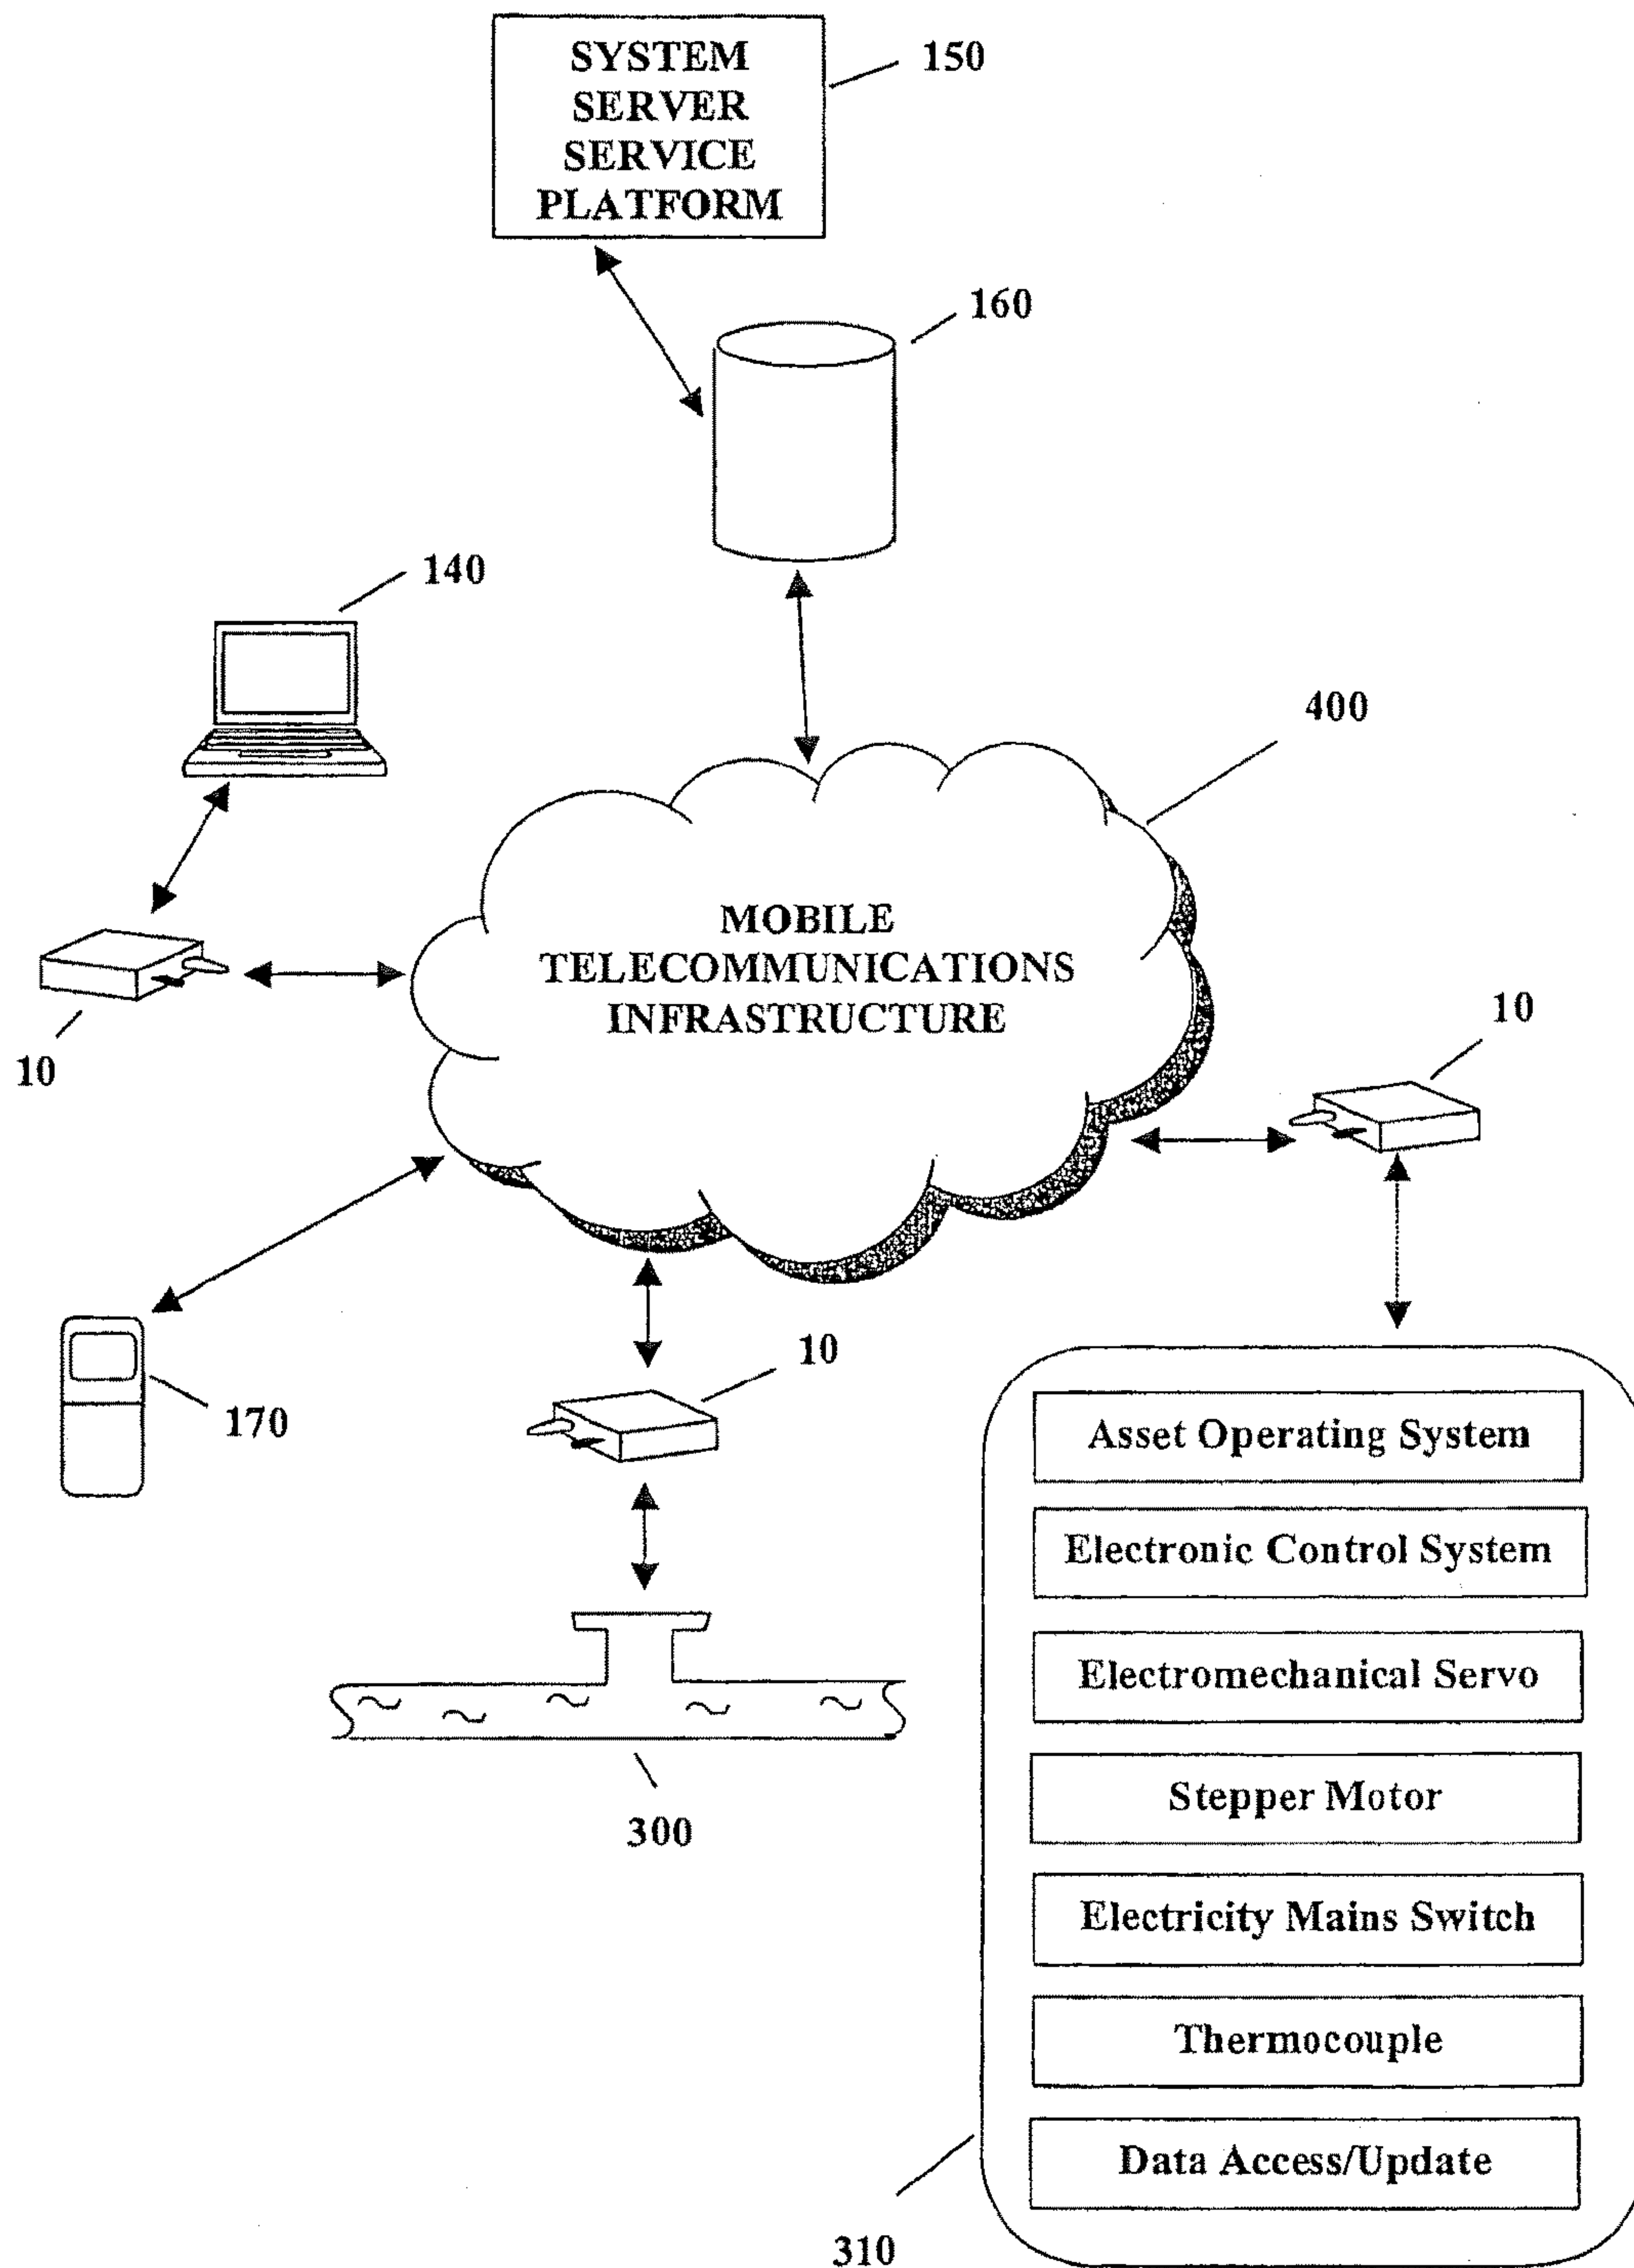 SYSTEM
SERVER
SERVICE
PLATFORM
150
160
140
400
MOBILE
TELECOMMUNICATIONS
INFRASTRUCTURE
10
10
10
170
Asset Operating System
Electronic Control System
Electromechanical Servo
Stepper Motor
300
Electricity Mains Switch
Thermocouple
Data Access/Update
310